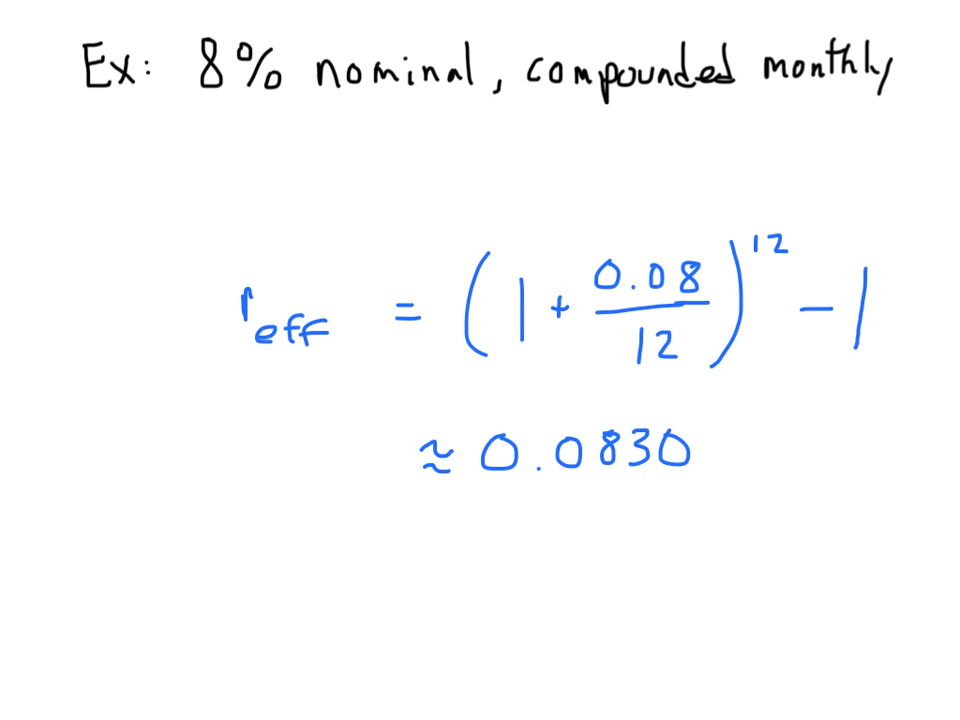 Ex: 8% nominal, compounded monthly
r_eff = (1 + 0.08/12)^12 − 1
≈ 0.0830